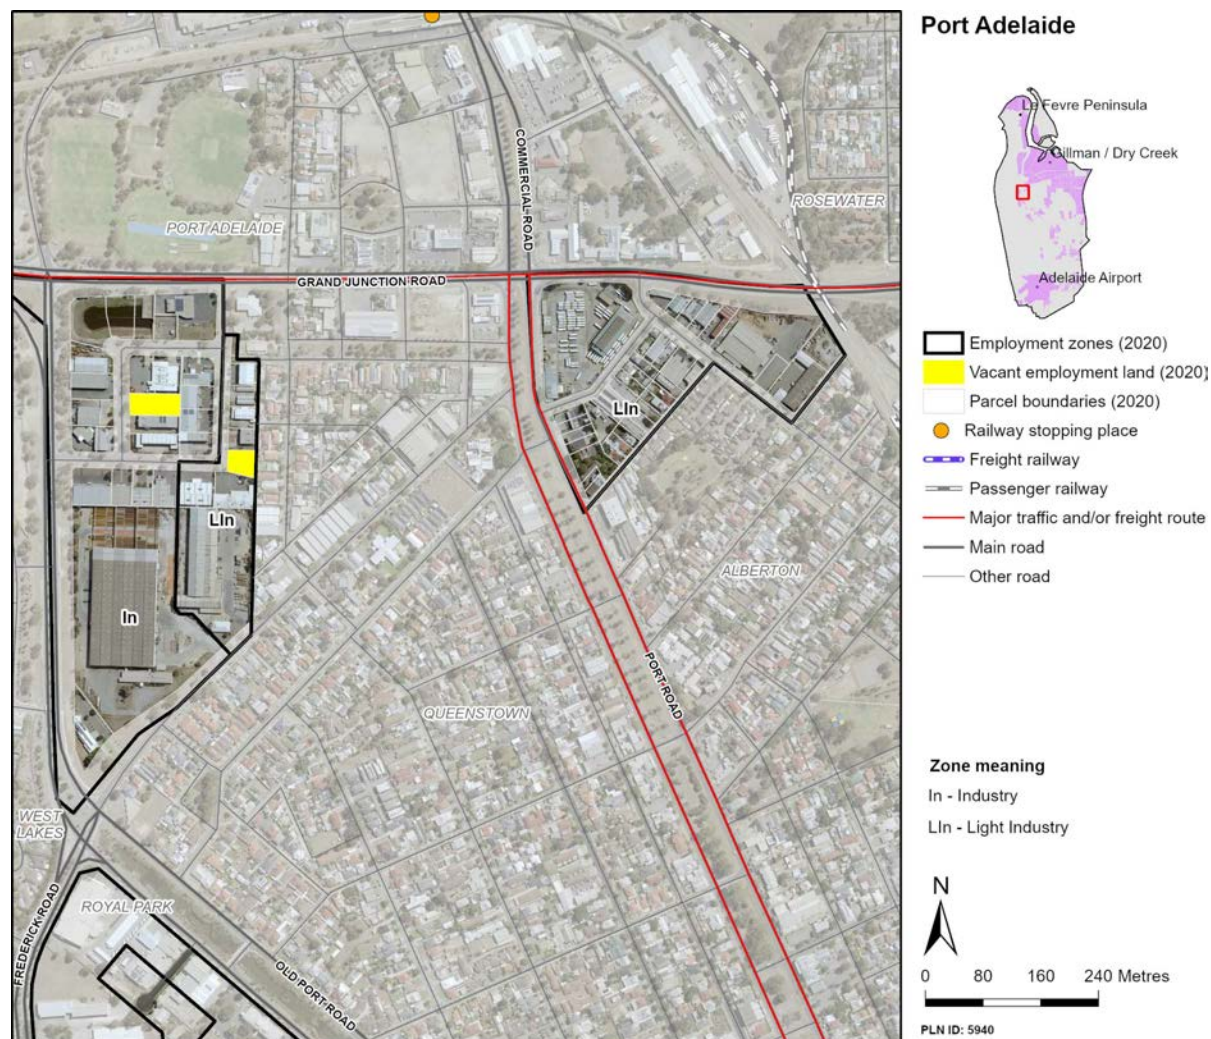 Port Adelaide
COMMERCIAL ROAD
ROSEWATER
PORT ADELAIDE
GRAND JUNCTION ROAD
LIn
LIn
In
ALBERTON
PORT ROAD
QUEENSTOWN
WEST
LAKES
ROYAL PARK
FREDERICK ROAD
OLD PORT ROAD
Le Fevre Peninsula
Gillman / Dry Creek
Adelaide Airport
Employment zones (2020)
Vacant employment land (2020)
Parcel boundaries (2020)
Railway stopping place
Freight railway
Passenger railway
Major traffic and/or freight route
Main road
Other road
Zone meaning
In - Industry
LIn - Light Industry
N
0 80 160 240 Metres
PLN ID: 5940